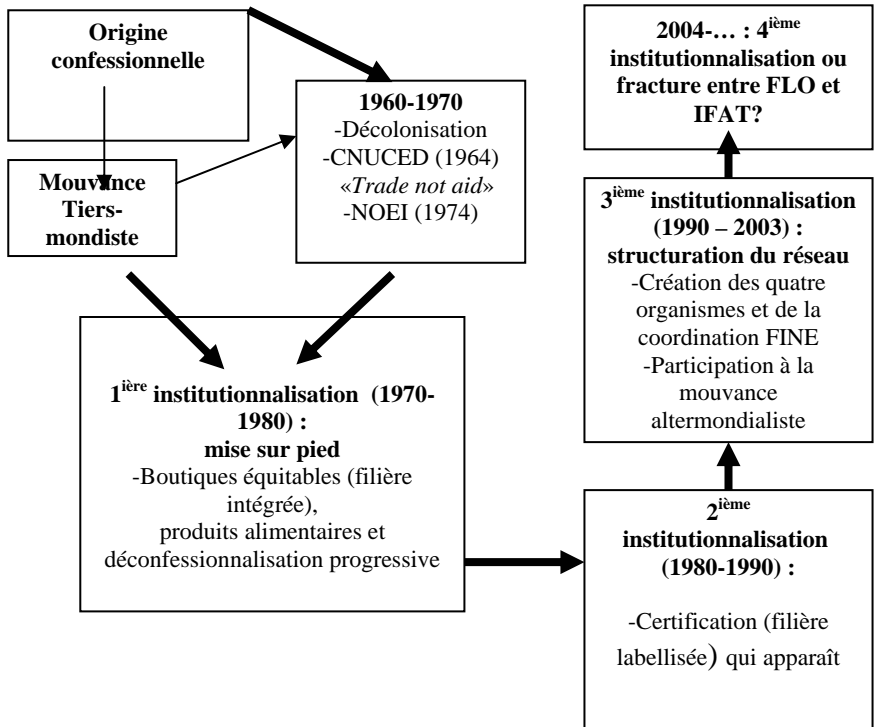 Origine
confessionnelle
Mouvance
Tiers-
mondiste
1960-1970
-Décolonisation
-CNUCED (1964)
«Trade not aid»
-NOEI (1974)
1ière institutionnalisation (1970-
1980) :
mise sur pied
-Boutiques équitables (filière
intégrée),
produits alimentaires et
déconfessionnalisation progressive
2ième
institutionnalisation
(1980-1990) :
-Certification (filière
labellisée) qui apparaît
3ième institutionnalisation
(1990 – 2003) :
structuration du réseau
-Création des quatre
organismes et de la
coordination FINE
-Participation à la
mouvance
altermondialiste
2004-… : 4ième
institutionnalisation ou
fracture entre FLO et
IFAT?